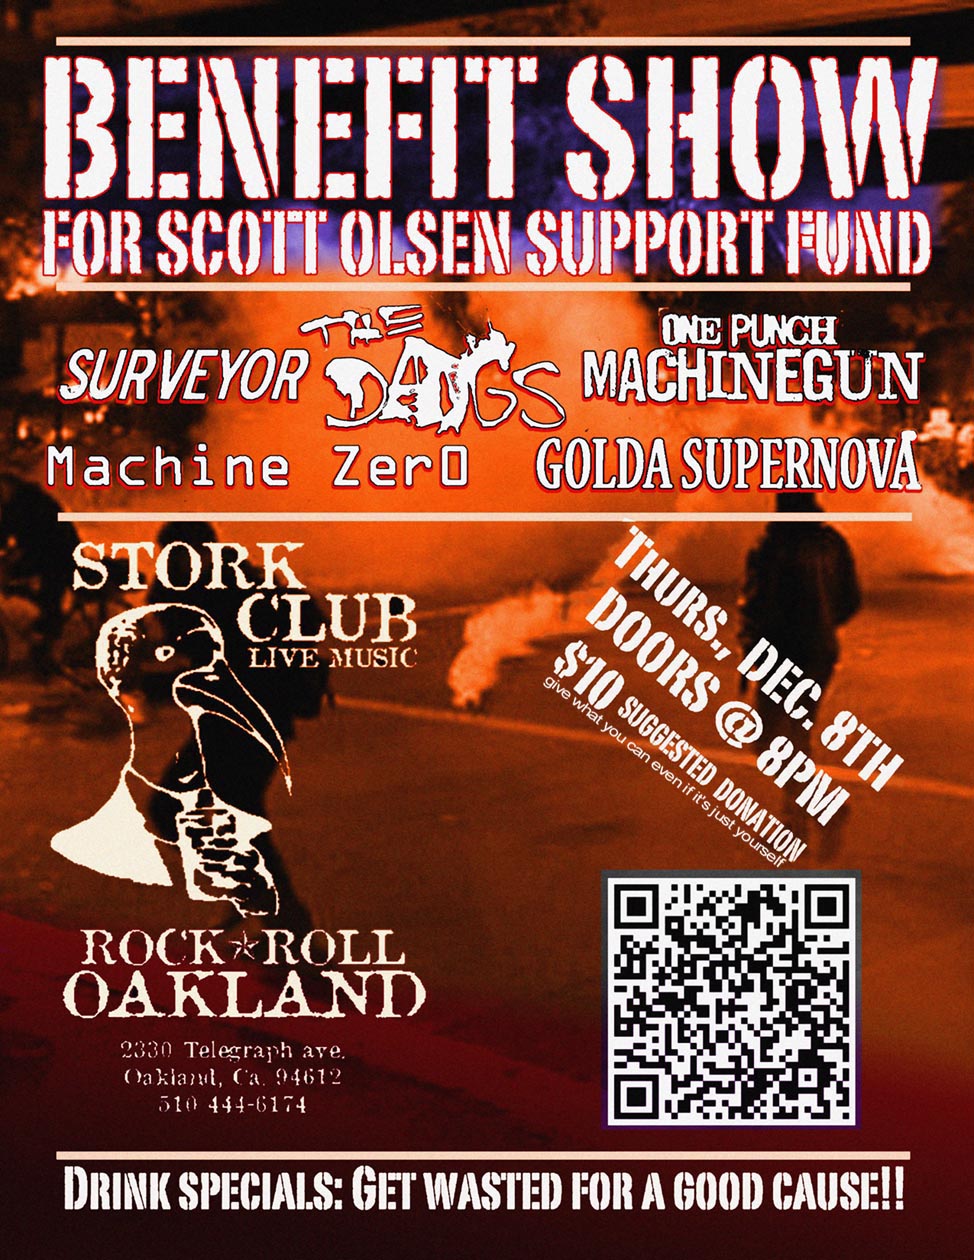 BENEFIT SHOW
FOR SCOTT OLSEN SUPPORT FUND
SURVEYOR
THE
DAGS
ONE PUNCH
MACHINEGUN
Machine Zer0
GOLDA SUPERNOVA
STORK
CLUB
LIVE MUSIC
ROCK★ROLL
OAKLAND
2330 Telegraph ave.
Oakland, Ca. 94612
510-444-6174
THURS., DEC. 8TH
DOORS @ 8PM
$10 SUGGESTED DONATION
give what you can even if it's just yourself
DRINK SPECIALS: GET WASTED FOR A GOOD CAUSE!!